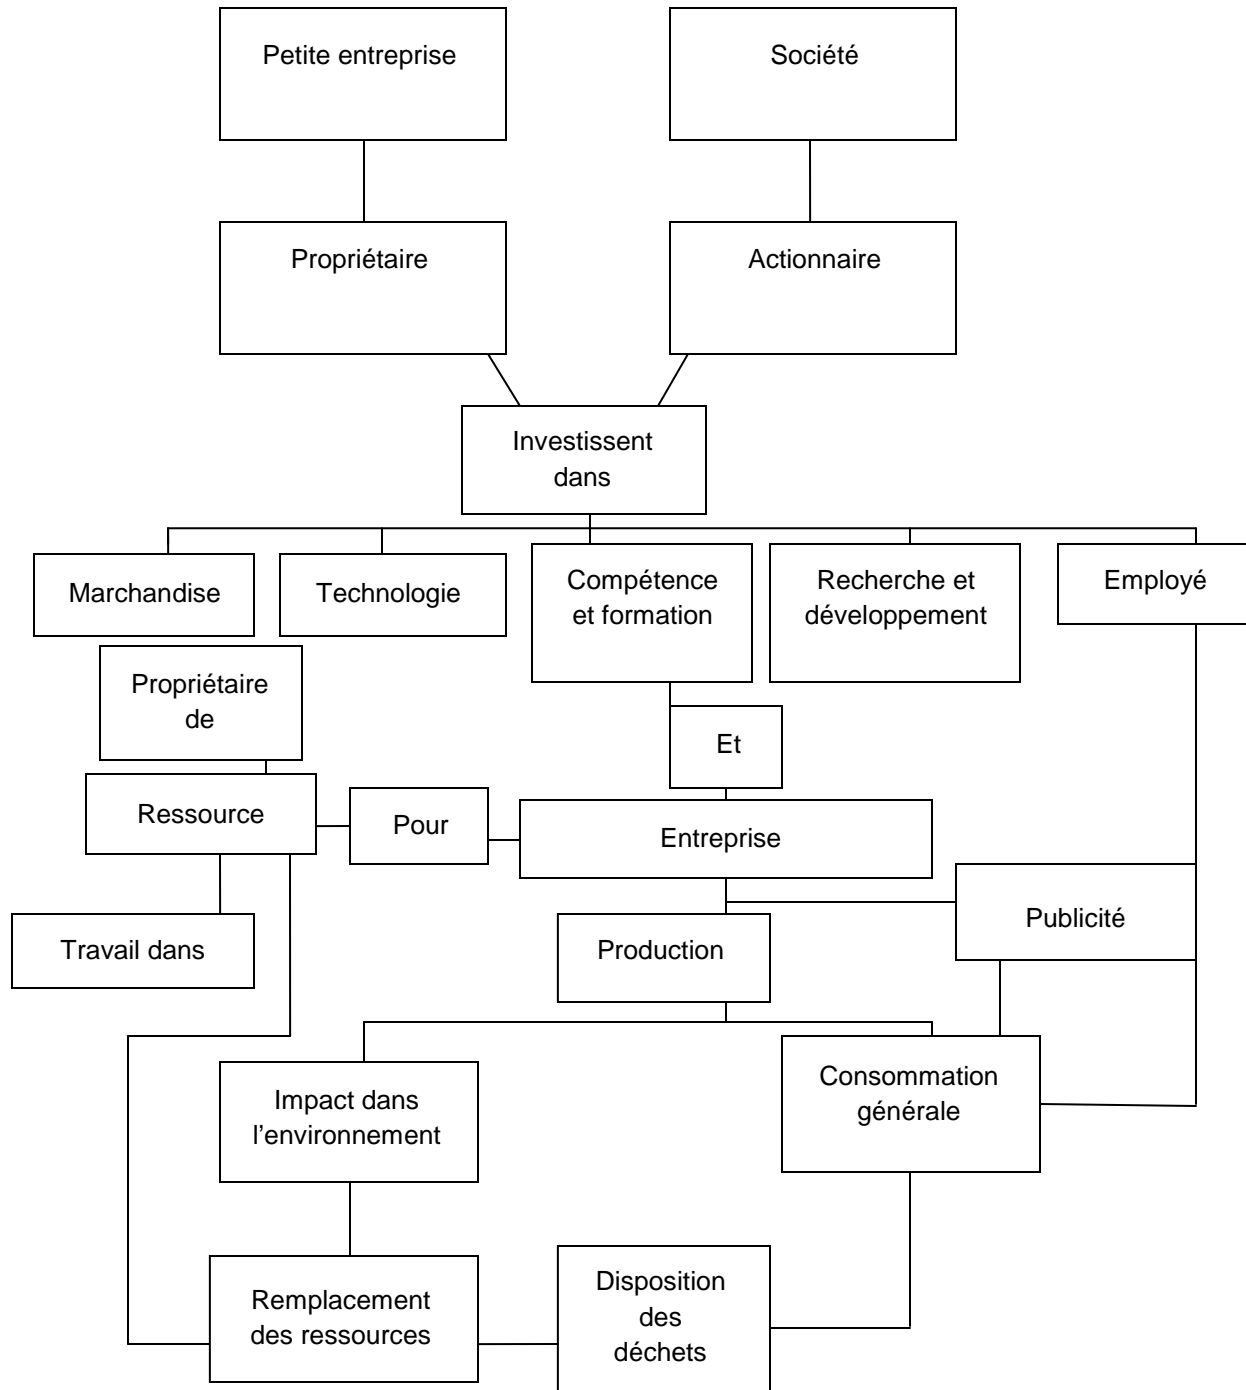 Petite entreprise
Société
Propriétaire
Actionnaire
Investissent
dans
Marchandise
Technologie
Compétence
et formation
Recherche et
développement
Employé
Propriétaire
de
Et
Ressource
Pour
Entreprise
Publicité
Travail dans
Production
Impact dans
l’environnement
Consommation
générale
Remplacement
des ressources
Disposition
des
déchets